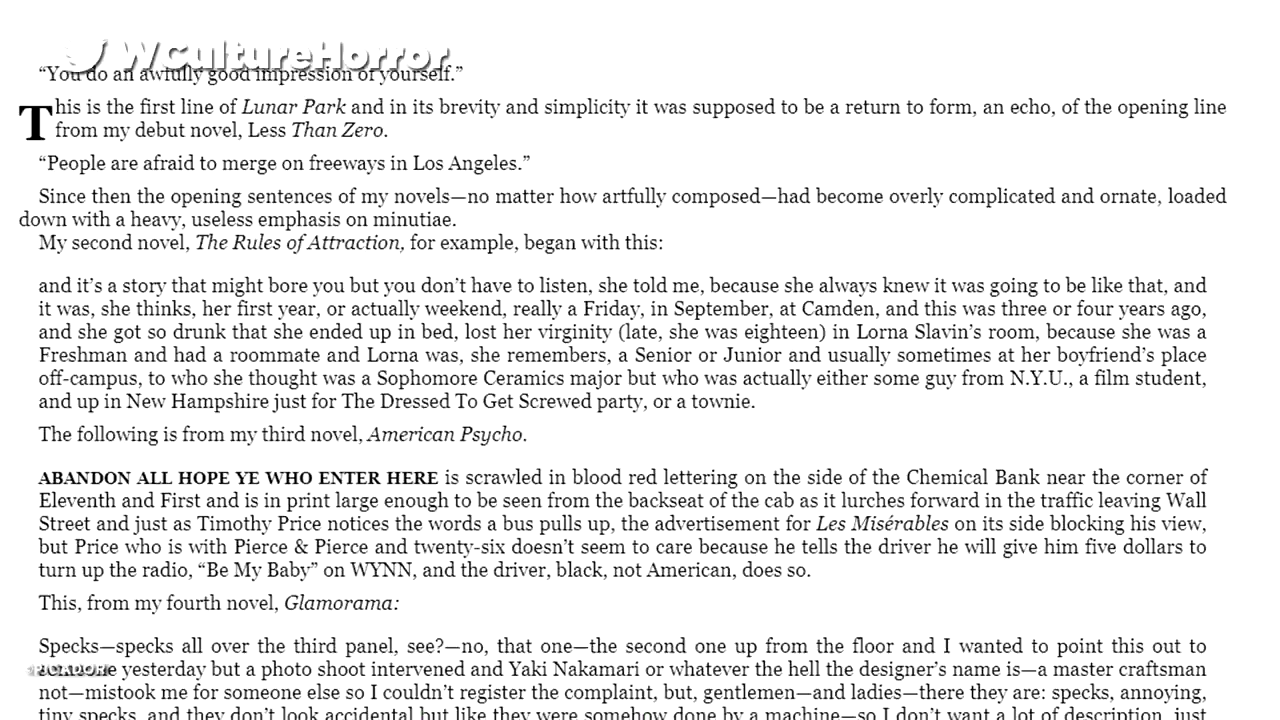 WCultureHorror
“You do an awfully good impression of yourself.”
This is the first line of Lunar Park and in its brevity and simplicity it was supposed to be a return to form, an echo, of the opening line
from my debut novel, Less Than Zero.
“People are afraid to merge on freeways in Los Angeles.”
Since then the opening sentences of my novels—no matter how artfully composed—had become overly complicated and ornate, loaded
down with a heavy, useless emphasis on minutiae.
My second novel, The Rules of Attraction, for example, began with this:
and it’s a story that might bore you but you don’t have to listen, she told me, because she always knew it was going to be like that, and
it was, she thinks, her first year, or actually weekend, really a Friday, in September, at Camden, and this was three or four years ago,
and she got so drunk that she ended up in bed, lost her virginity (late, she was eighteen) in Lorna Slavin’s room, because she was a
Freshman and had a roommate and Lorna was, she remembers, a Senior or Junior and usually sometimes at her boyfriend’s place
off-campus, to who she thought was a Sophomore Ceramics major but who was actually either some guy from N.Y.U., a film student,
and up in New Hampshire just for The Dressed To Get Screwed party, or a townie.
The following is from my third novel, American Psycho.
ABANDON ALL HOPE YE WHO ENTER HERE is scrawled in blood red lettering on the side of the Chemical Bank near the corner of
Eleventh and First and is in print large enough to be seen from the backseat of the cab as it lurches forward in the traffic leaving Wall
Street and just as Timothy Price notices the words a bus pulls up, the advertisement for Les Misérables on its side blocking his view,
but Price who is with Pierce & Pierce and twenty-six doesn’t seem to care because he tells the driver he will give him five dollars to
turn up the radio, “Be My Baby” on WYNN, and the driver, black, not American, does so.
This, from my fourth novel, Glamorama:
Specks—specks all over the third panel, see?—no, that one—the second one up from the floor and I wanted to point this out to
yesterday but a photo shoot intervened and Yaki Nakamari or whatever the hell the designer’s name is—a master craftsman
not—mistook me for someone else so I couldn’t register the complaint, but, gentlemen—and ladies—there they are: specks, annoying,
tiny specks, and they don’t look accidental but like they were somehow done by a machine—so I don’t want a lot of description, just